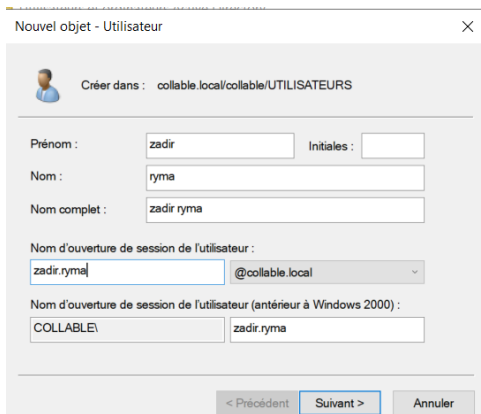 Nouvel objet - Utilisateur
Créer dans : collable.local/collable/UTILISATEURS
Prénom : zadir Initiales :
Nom : ryma
Nom complet : zadir ryma
Nom d'ouverture de session de l'utilisateur :
zadir.ryma @collable.local
Nom d'ouverture de session de l'utilisateur (antérieur à Windows 2000) :
COLLABLE\ zadir.ryma
< Précédent Suivant > Annuler